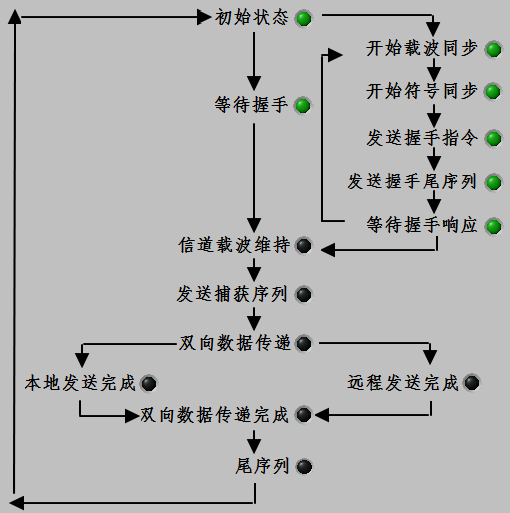 初始状态
开始载波同步
开始符号同步
等待握手
发送握手指令
发送握手尾序列
等待握手响应
信道载波维持
发送捕获序列
双向数据传递
本地发送完成
远程发送完成
双向数据传递完成
尾序列